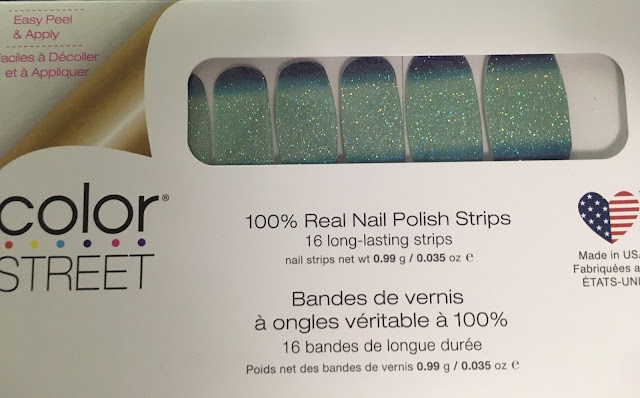 Easy Peel
& Apply
Faciles à Décoller
et à Appliquer
color®
STREET
100% Real Nail Polish Strips
16 long-lasting strips
nail strips net wt 0.99 g / 0.035 oz ℮
Bandes de vernis
à ongles véritable à 100%
16 bandes de longue durée
Poids net des bandes de vernis 0.99 g / 0.035 oz ℮
Made in USA
Fabriquées a
ÉTATS-UNI